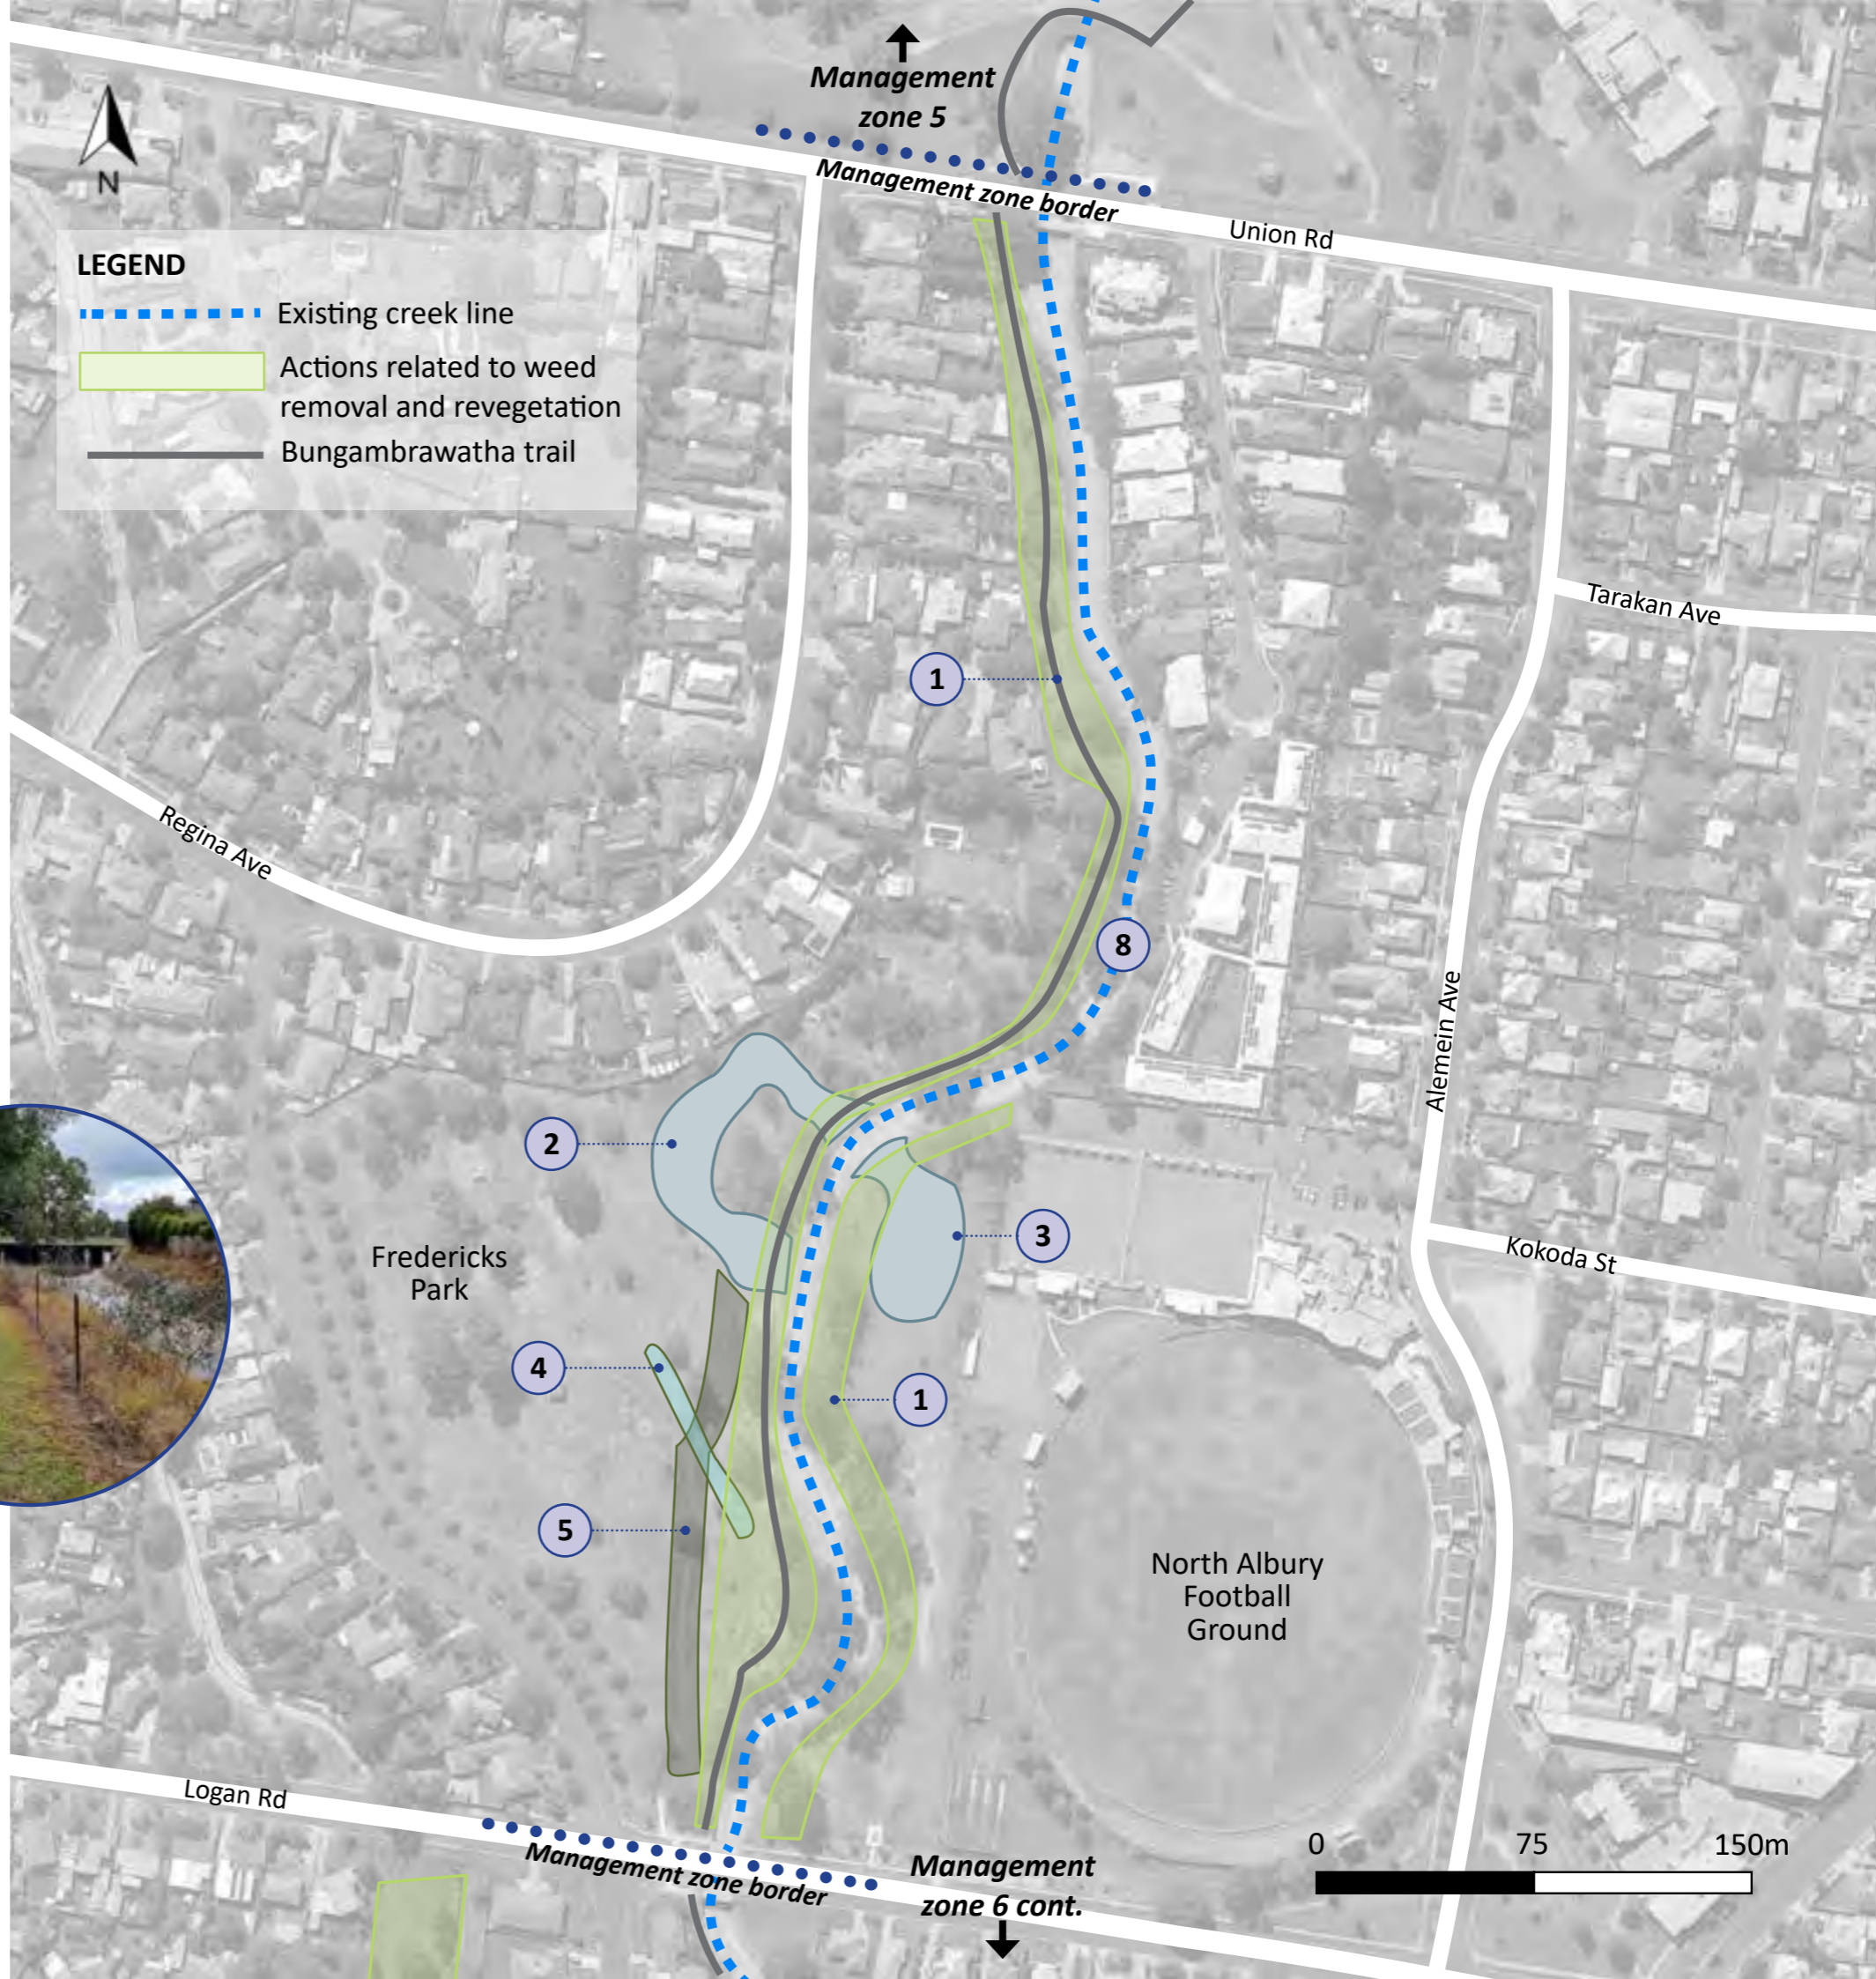 Management
zone 5
Management zone border
Union Rd
N
LEGEND
Existing creek line
Actions related to weed
removal and revegetation
Bungambrawatha trail
Tarakan Ave
1
Regina Ave
8
Alemein Ave
2
3
Kokoda St
Fredericks
Park
4
1
5
North Albury
Football
Ground
Logan Rd
Management zone border
Management
zone 6 cont.
0 75 150m